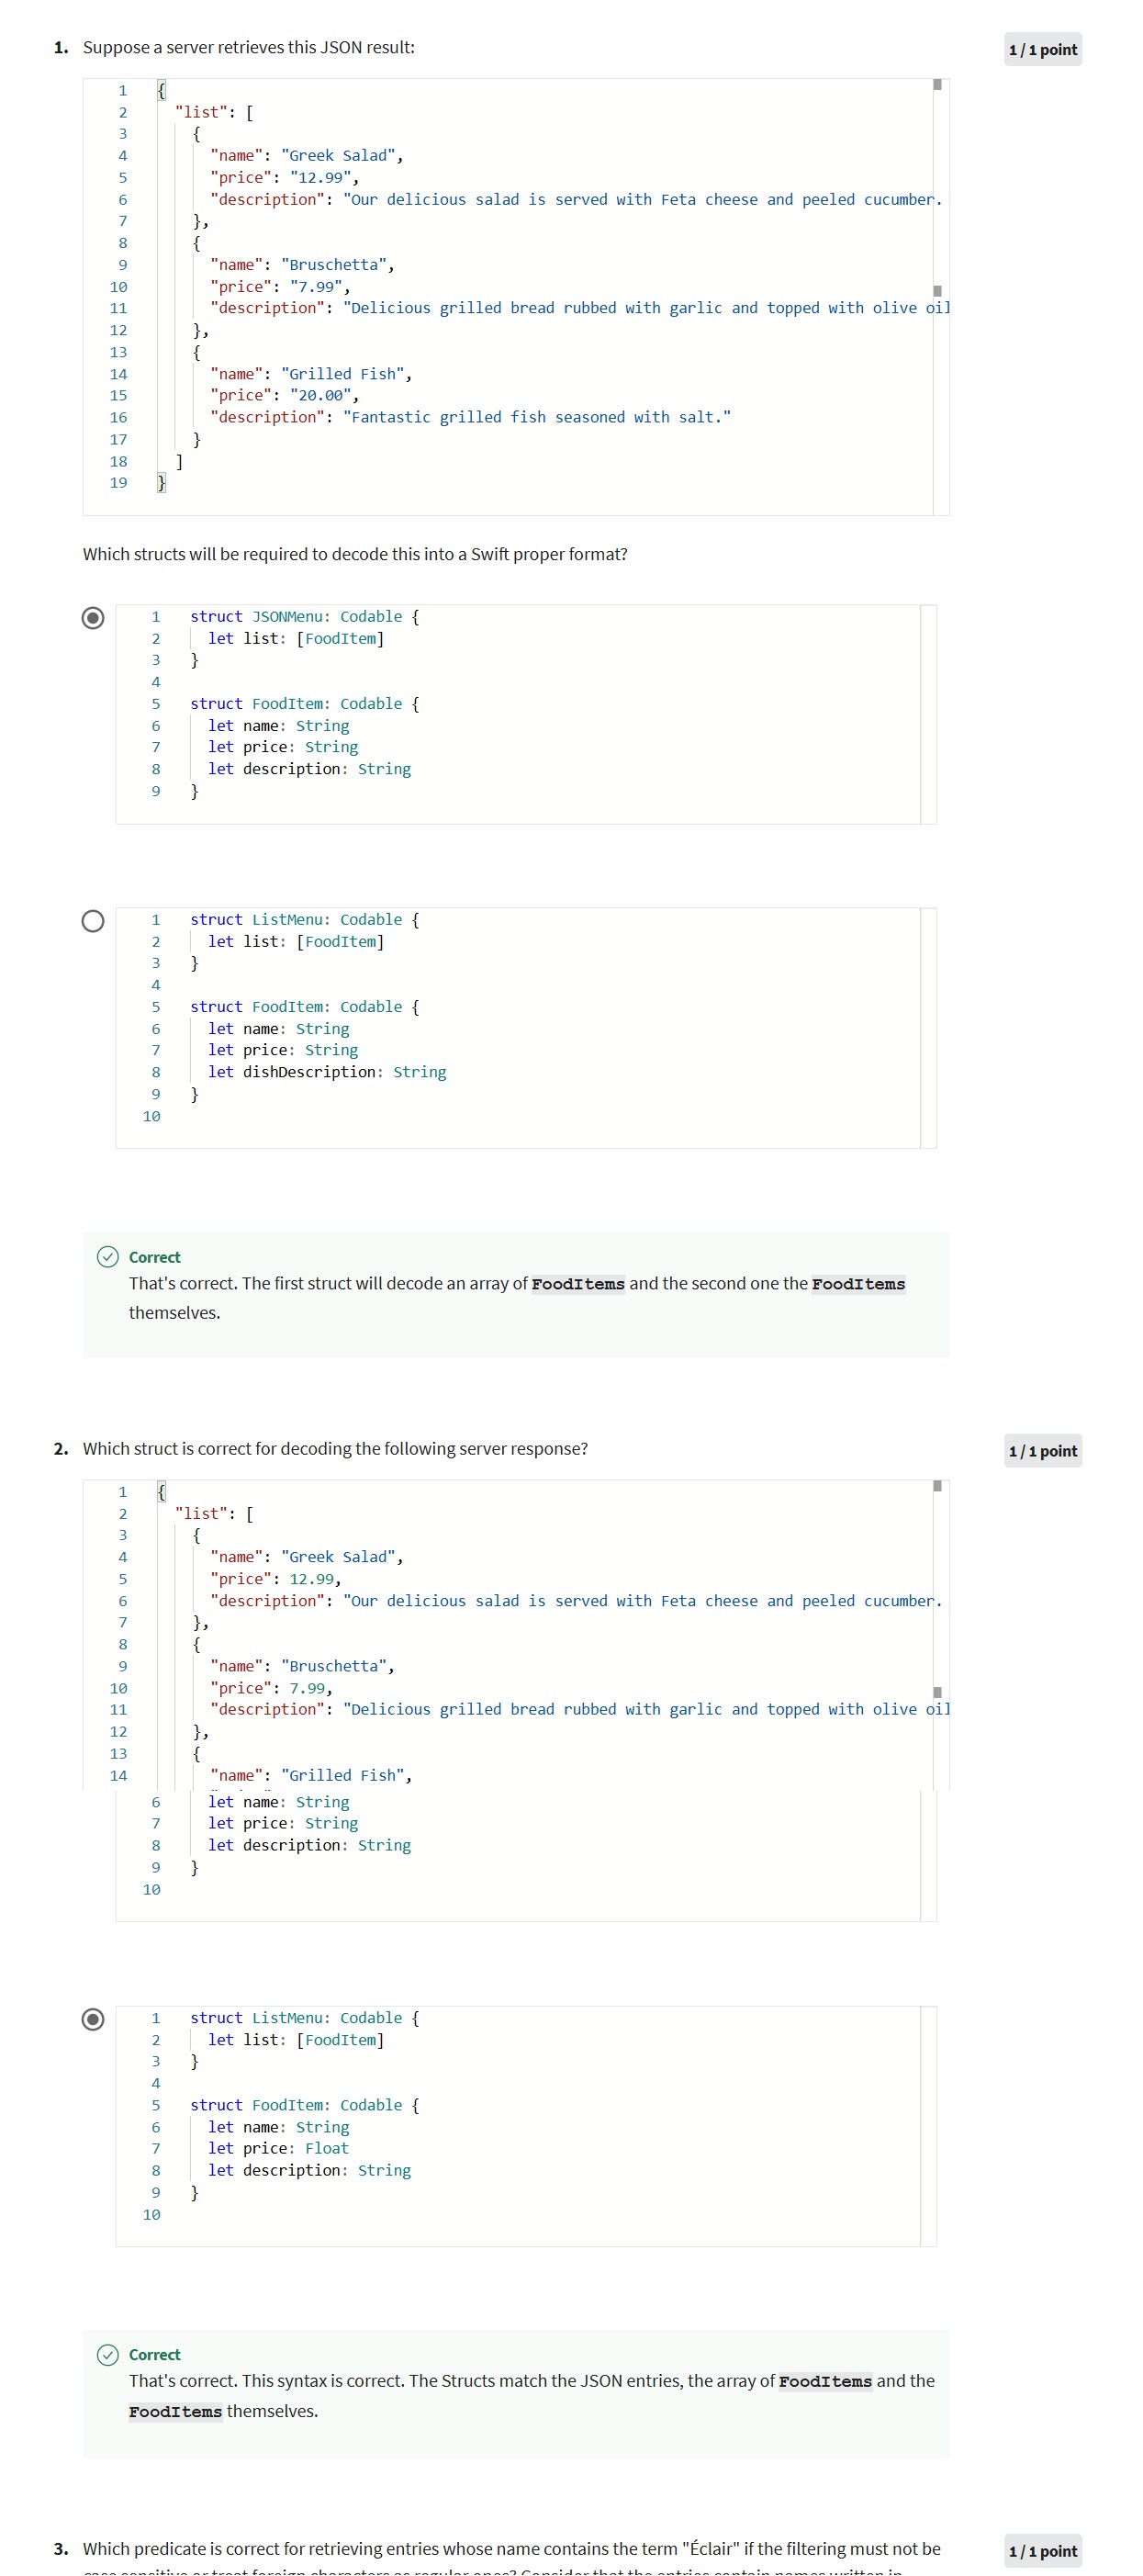 1. Suppose a server retrieves this JSON result:
1 / 1 point
1 {
2 "list": [
3 {
4 "name": "Greek Salad",
5 "price": "12.99",
6 "description": "Our delicious salad is served with Feta cheese and peeled cucumber.
7 },
8 {
9 "name": "Bruschetta",
10 "price": "7.99",
11 "description": "Delicious grilled bread rubbed with garlic and topped with olive oil
12 },
13 {
14 "name": "Grilled Fish",
15 "price": "20.00",
16 "description": "Fantastic grilled fish seasoned with salt."
17 }
18 ]
19 }
Which structs will be required to decode this into a Swift proper format?
1 struct JSONMenu: Codable {
2 let list: [FoodItem]
3 }
4
5 struct FoodItem: Codable {
6 let name: String
7 let price: String
8 let description: String
9 }
1 struct ListMenu: Codable {
2 let list: [FoodItem]
3 }
4
5 struct FoodItem: Codable {
6 let name: String
7 let price: String
8 let dishDescription: String
9 }
10
Correct
That's correct. The first struct will decode an array of FoodItems and the second one the FoodItems
themselves.
2. Which struct is correct for decoding the following server response?
1 / 1 point
1 {
2 "list": [
3 {
4 "name": "Greek Salad",
5 "price": 12.99,
6 "description": "Our delicious salad is served with Feta cheese and peeled cucumber.
7 },
8 {
9 "name": "Bruschetta",
10 "price": 7.99,
11 "description": "Delicious grilled bread rubbed with garlic and topped with olive oil
12 },
13 {
14 "name": "Grilled Fish",
6 let name: String
7 let price: String
8 let description: String
9 }
10
1 struct ListMenu: Codable {
2 let list: [FoodItem]
3 }
4
5 struct FoodItem: Codable {
6 let name: String
7 let price: Float
8 let description: String
9 }
10
Correct
That's correct. This syntax is correct. The Structs match the JSON entries, the array of FoodItems and the
FoodItems themselves.
3. Which predicate is correct for retrieving entries whose name contains the term "Éclair" if the filtering must not be
1 / 1 point